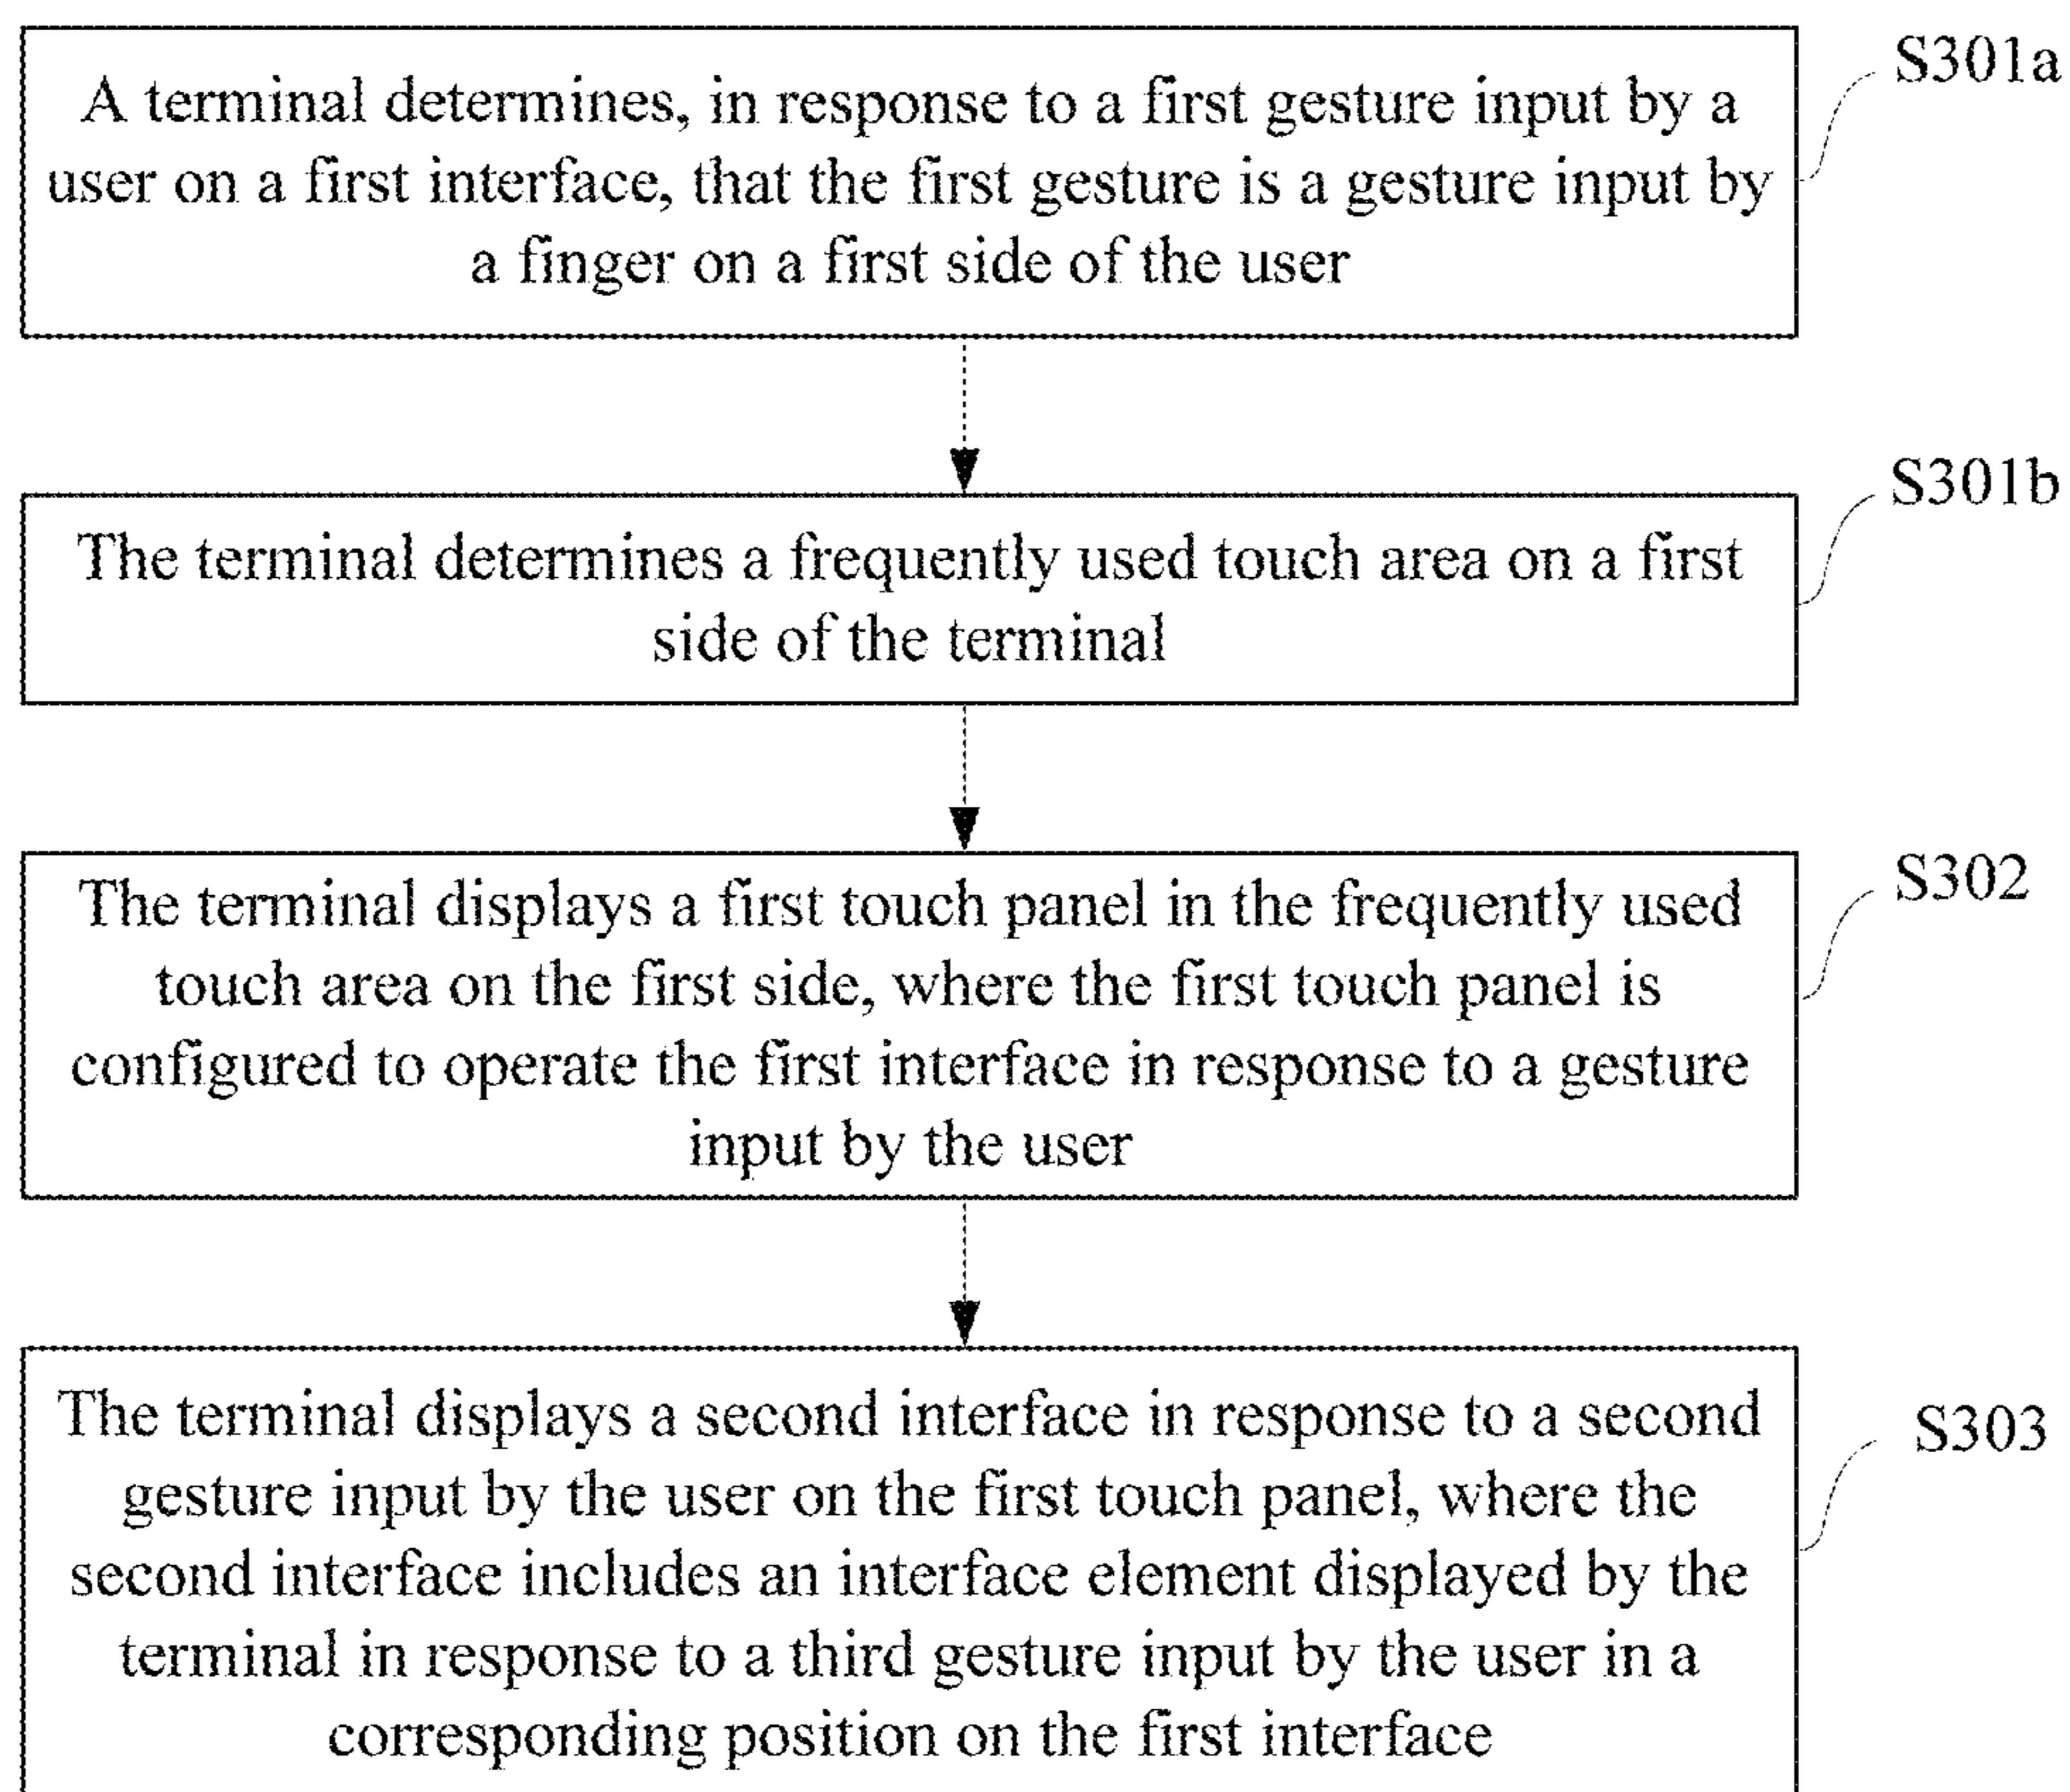 A terminal determines, in response to a first gesture input by a
user on a first interface, that the first gesture is a gesture input by
a finger on a first side of the user
S301a
The terminal determines a frequently used touch area on a first
side of the terminal
S301b
The terminal displays a first touch panel in the frequently used
touch area on the first side, where the first touch panel is
configured to operate the first interface in response to a gesture
input by the user
S302
The terminal displays a second interface in response to a second
gesture input by the user on the first touch panel, where the
second interface includes an interface element displayed by the
terminal in response to a third gesture input by the user in a
corresponding position on the first interface
S303